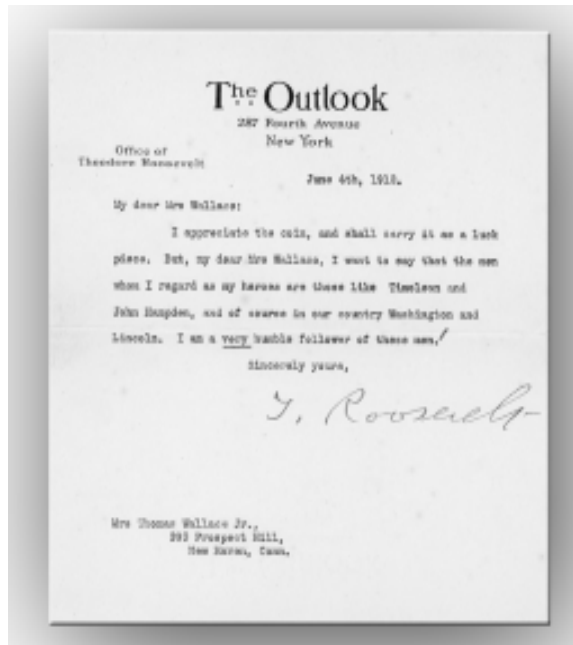 The Outlook
287 Fourth Avenue
New York
Office of
Theodore Roosevelt
June 4th,
My dear Mrs Wallace:
I appreciate the coin, and shall carry it as a luck
piece. But, my dear Mrs Wallace, I want to say that the men
whom I regard as my heroes are those like Timoleon and
John Hampden, and of course in our country Washington and
Lincoln. I am a very humble follower of these men!
Sincerely yours,
T. Roosevelt
Mrs Thomas Wallace Jr.,
Prospect Hill,
New Haven, Conn.